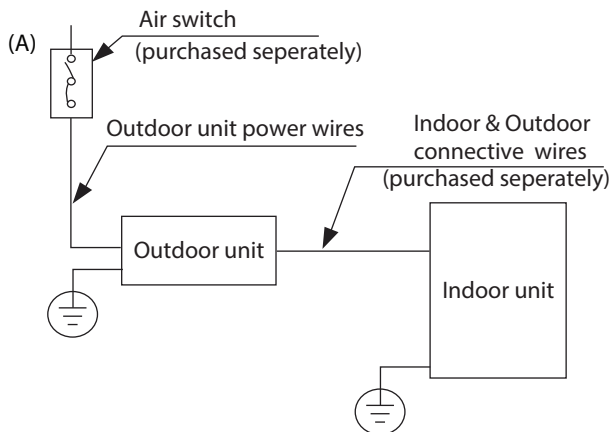 (A)
Air switch
(purchased seperately)
Outdoor unit power wires
Indoor & Outdoor
connective wires
(purchased seperately)
Outdoor unit
Indoor unit